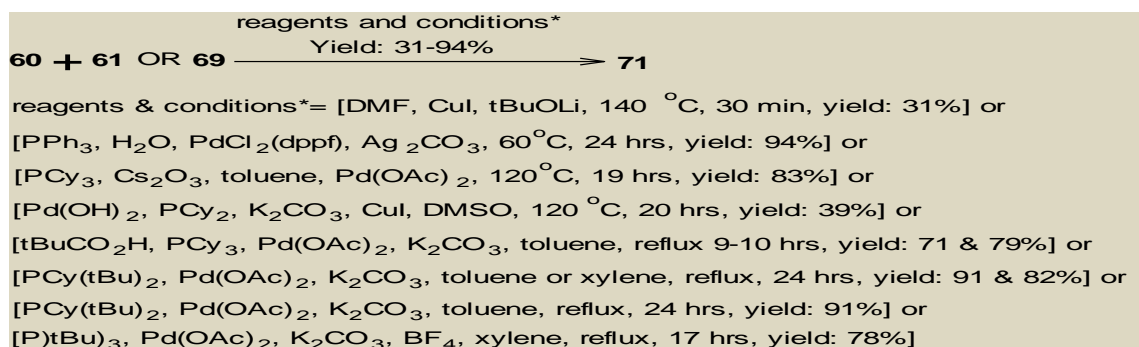 reagents and conditions*
Yield: 31-94%
60 + 61 OR 69 ⟶ 71
reagents & conditions*= [DMF, CuI, tBuOLi, 140 °C, 30 min, yield: 31%] or
[PPh₃, H₂O, PdCl₂(dppf), Ag ₂CO₃, 60°C, 24 hrs, yield: 94%] or
[PCy₃, Cs₂O₃, toluene, Pd(OAc) ₂, 120°C, 19 hrs, yield: 83%] or
[Pd(OH) ₂, PCy₂, K₂CO₃, CuI, DMSO, 120 °C, 20 hrs, yield: 39%] or
[tBuCO₂H, PCy₃, Pd(OAc)₂, K₂CO₃, toluene, reflux 9-10 hrs, yield: 71 & 79%] or
[PCy(tBu)₂, Pd(OAc)₂, K₂CO₃, toluene or xylene, reflux, 24 hrs, yield: 91 & 82%] or
[PCy(tBu)₂, Pd(OAc)₂, K₂CO₃, toluene, reflux, 24 hrs, yield: 91%] or
[P)tBu)₃, Pd(OAc)₂, K₂CO₃, BF₄, xylene, reflux, 17 hrs, yield: 78%]